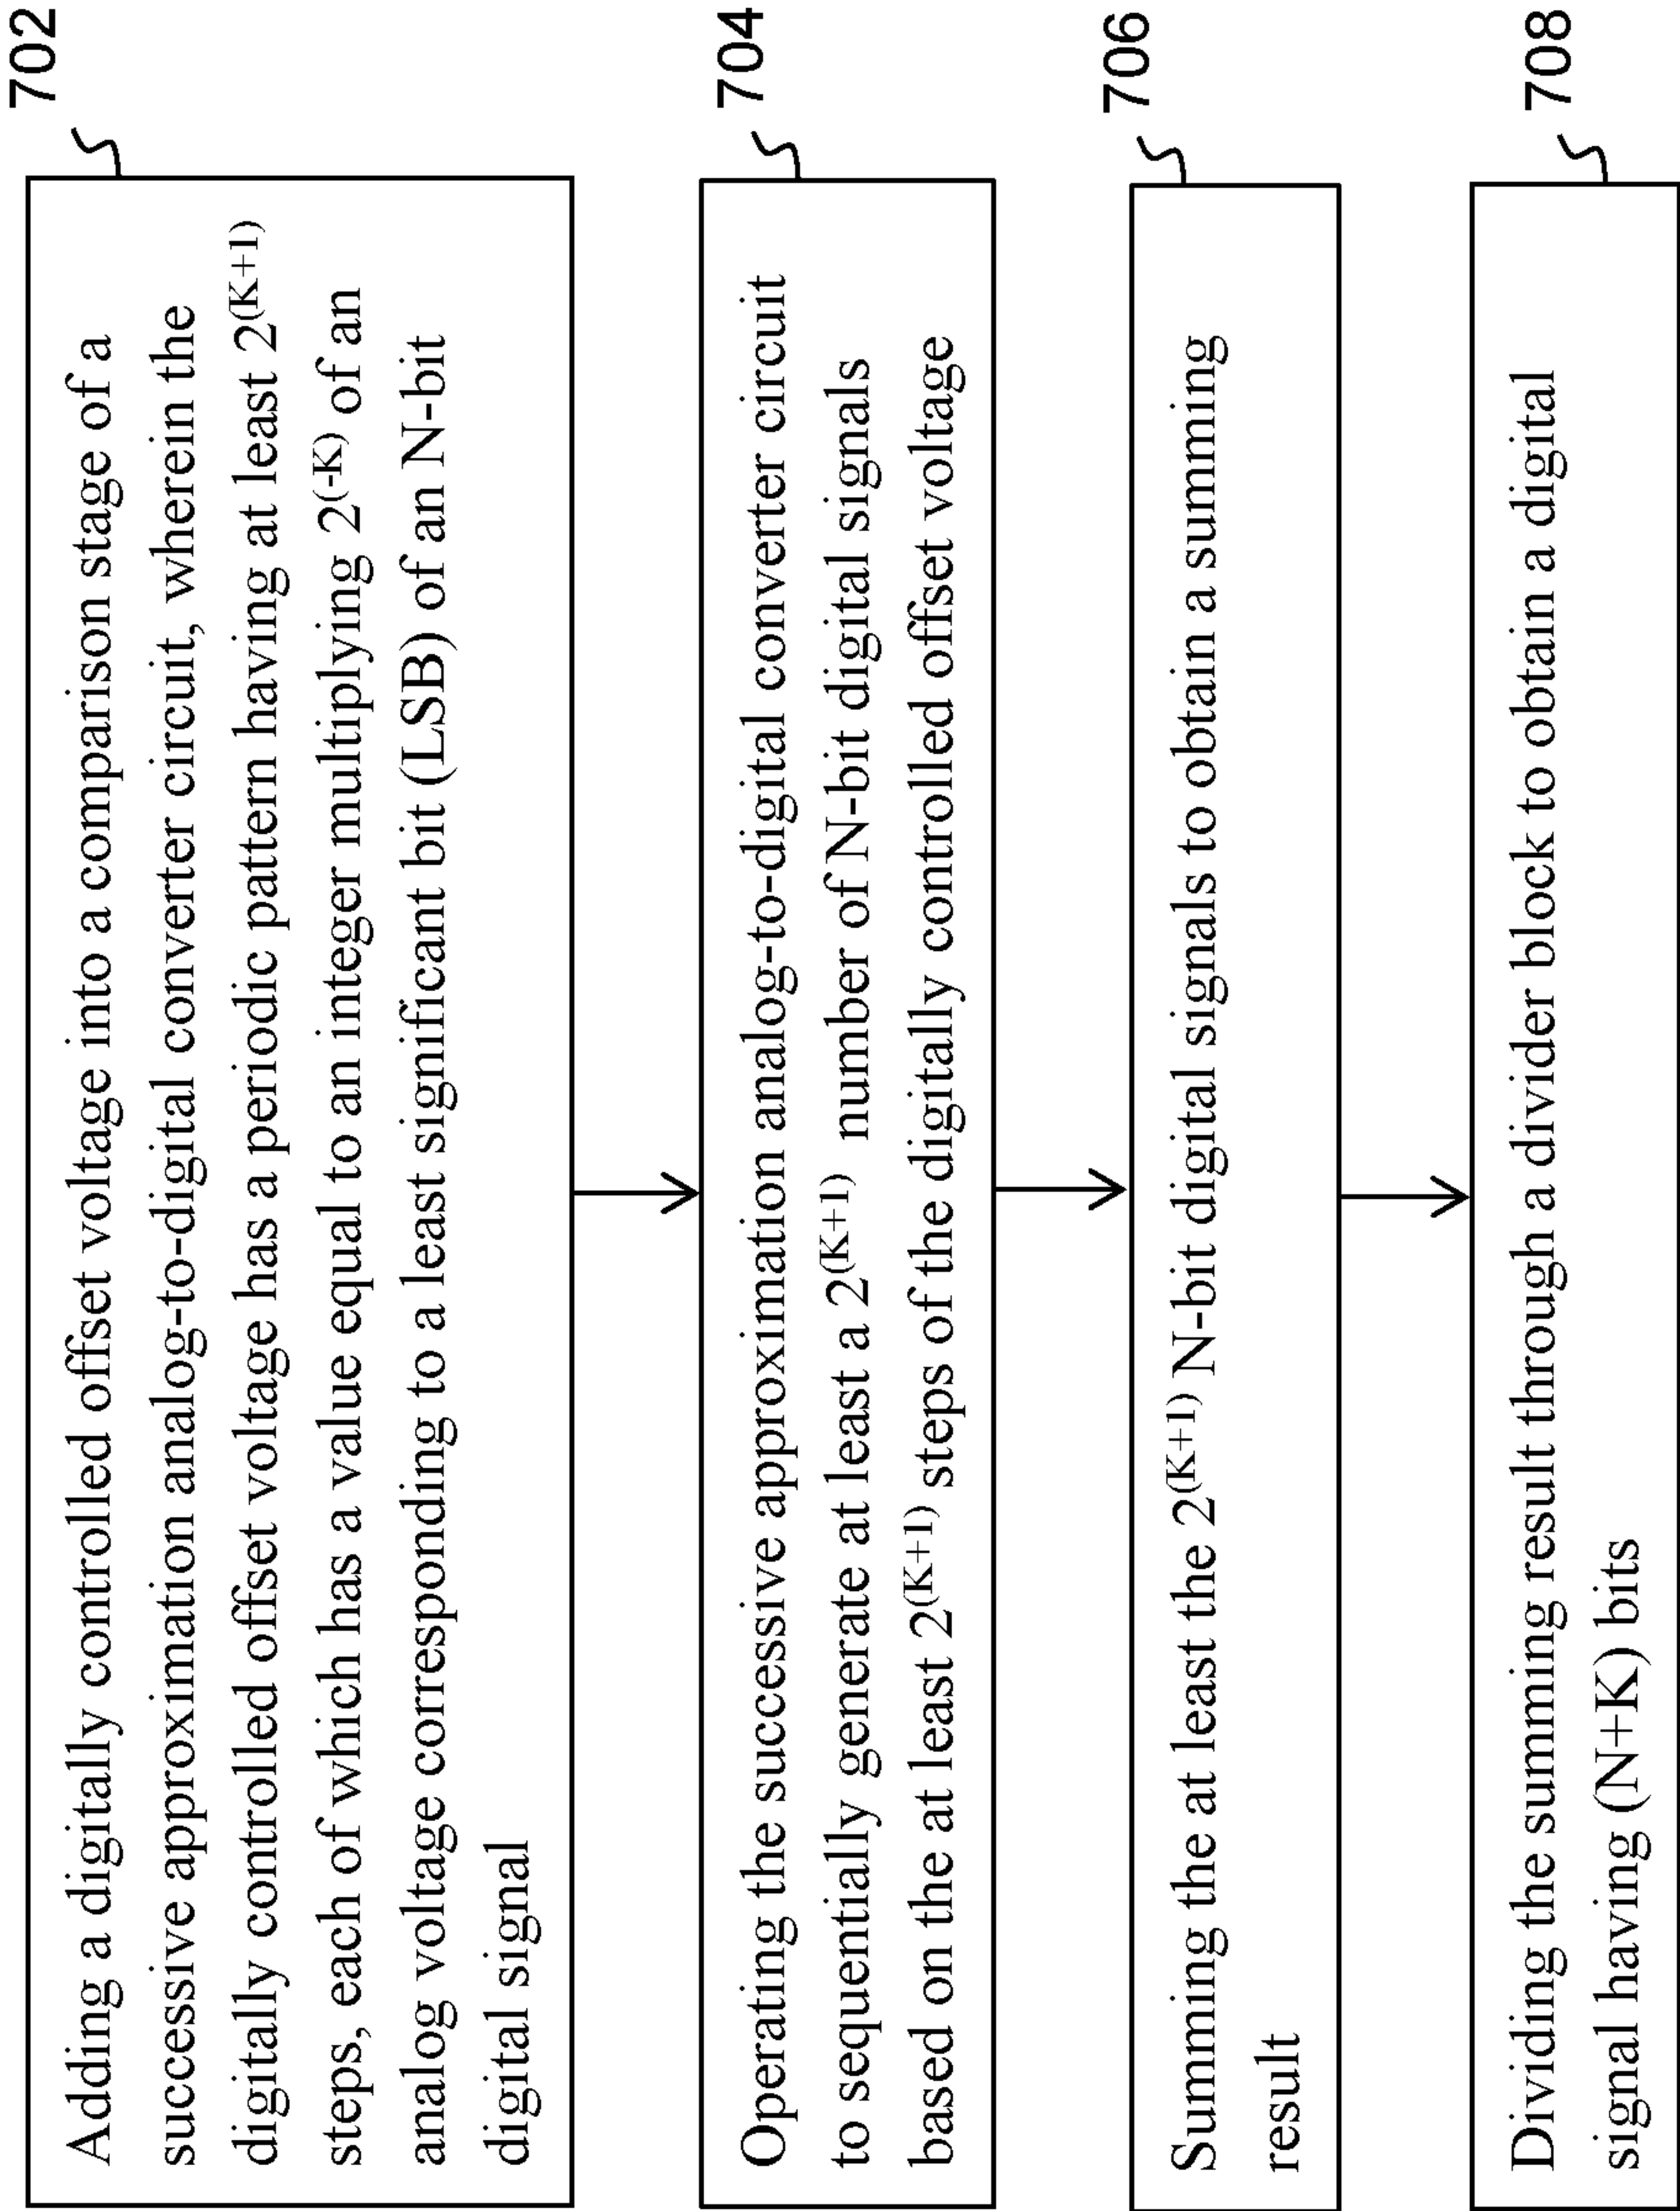 702
Adding a digitally controlled offset voltage into a comparison stage of a
successive approximation analog-to-digital converter circuit, wherein the
digitally controlled offset voltage has a periodic pattern having at least 2^(K+1)
steps, each of which has a value equal to an integer multiplying 2^(-K) of an
analog voltage corresponding to a least significant bit (LSB) of an N-bit
digital signal
704
Operating the successive approximation analog-to-digital converter circuit
to sequentially generate at least a 2^(K+1) number of N-bit digital signals
based on the at least 2^(K+1) steps of the digitally controlled offset voltage
706
Summing the at least the 2^(K+1) N-bit digital signals to obtain a summing
result
708
Dividing the summing result through a divider block to obtain a digital
signal having (N+K) bits